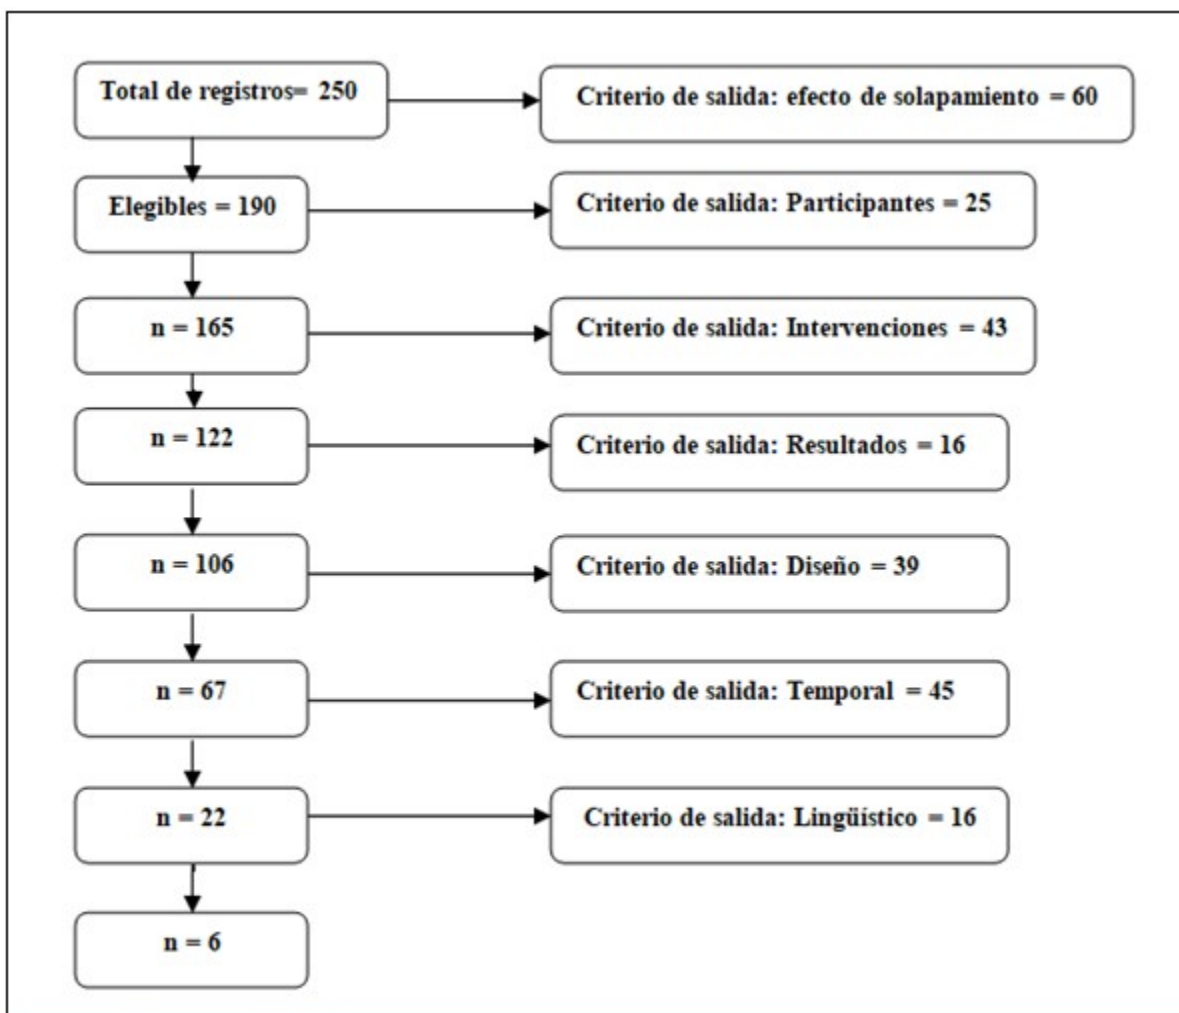 Total de registros= 250
Criterio de salida: efecto de solapamiento = 60
Elegibles = 190
Criterio de salida: Participantes = 25
n = 165
Criterio de salida: Intervenciones = 43
n = 122
Criterio de salida: Resultados = 16
n = 106
Criterio de salida: Diseño = 39
n = 67
Criterio de salida: Temporal = 45
n = 22
Criterio de salida: Lingüístico = 16
n = 6